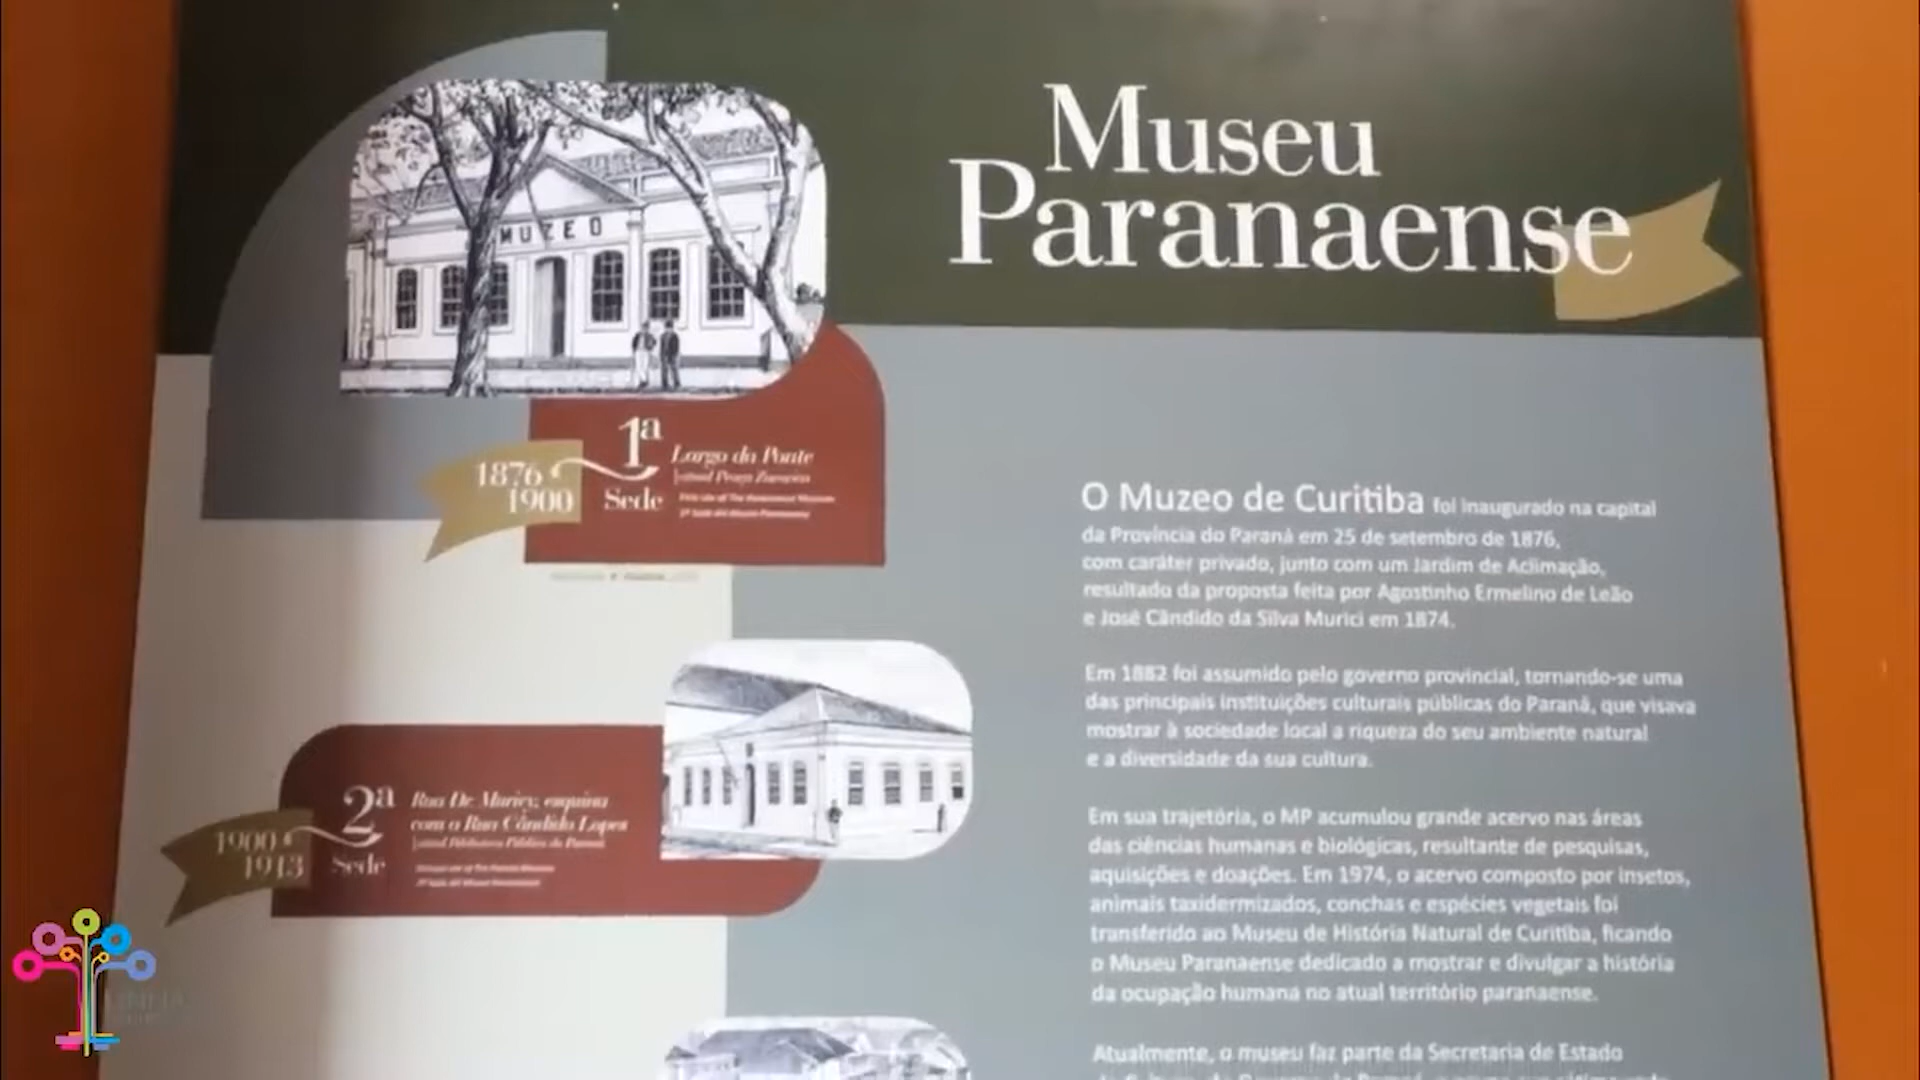 Museu
Paranaense
MUZEO
1876
1900
1ª
Sede
Largo da Ponte
O Muzeo de Curitiba foi inaugurado na capital
da Província do Paraná em 25 de setembro de 1876,
com caráter privado, junto com um Jardim de Aclimação,
resultado da proposta feita por Agostinho Ermelino de Leão
e José Cândido da Silva Murici em 1874.
Em 1882 foi assumido pelo governo provincial, tornando-se uma
das principais instituições culturais públicas do Paraná, que visava
mostrar à sociedade local a riqueza do seu ambiente natural
e a diversidade da sua cultura.
Em sua trajetória, o MP acumulou grande acervo nas áreas
das ciências humanas e biológicas, resultante de pesquisas,
aquisições e doações. Em 1974, o acervo composto por insetos,
animais taxidermizados, conchas e espécies vegetais foi
transferido ao Museu de História Natural de Curitiba, ficando
o Museu Paranaense dedicado a mostrar e divulgar a história
da ocupação humana no atual território paranaense.
Atualmente, o museu faz parte da Secretaria de Estado
1900
1913
2ª
Sede
Rua Dr. Muricy, esquina
com a Rua Cândido Lopes